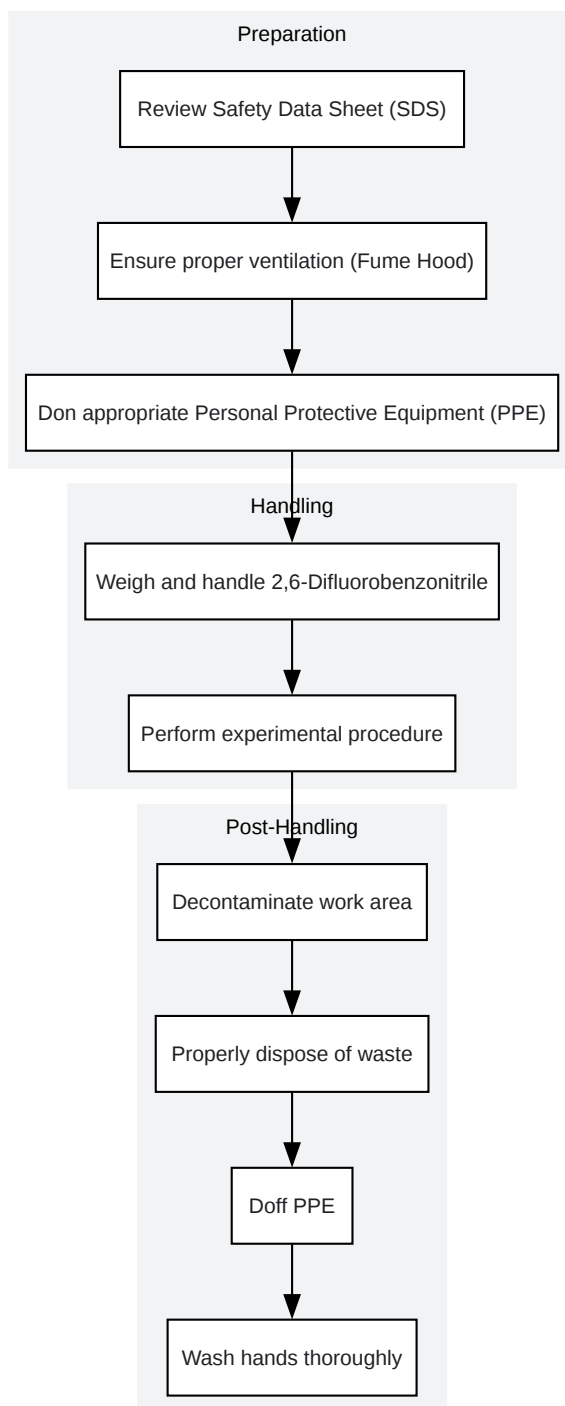 Preparation
Review Safety Data Sheet (SDS)
Ensure proper ventilation (Fume Hood)
Don appropriate Personal Protective Equipment (PPE)
Handling
Weigh and handle 2,6-Difluorobenzonitrile
Perform experimental procedure
Post-Handling
Decontaminate work area
Properly dispose of waste
Doff PPE
Wash hands thoroughly